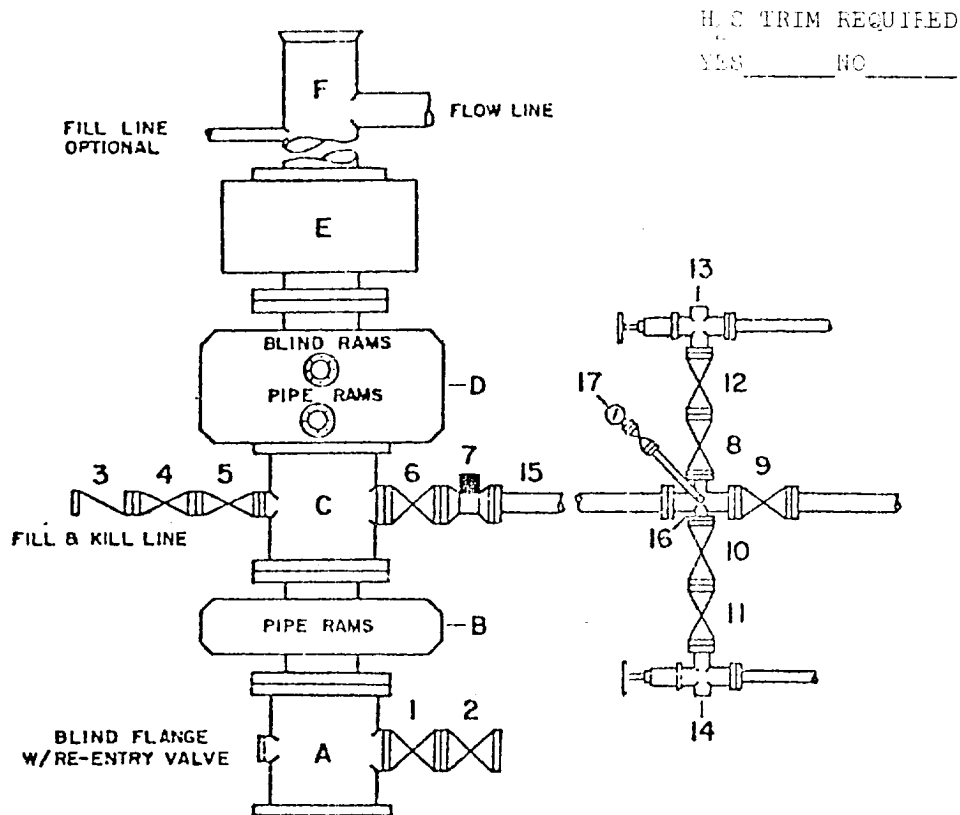 TRIM REQUIRED
NO
F
FLOW LINE
FILL LINE
OPTIONAL
E
13
BLIND RAMS
PIPE RAMS
D
17
12
3 4 5
6 7 15
8 9
C
FILL & KILL LINE
16
10
PIPE RAMS
B
11
1 2
BLIND FLANGE
W/RE-ENTRY VALVE
A
14